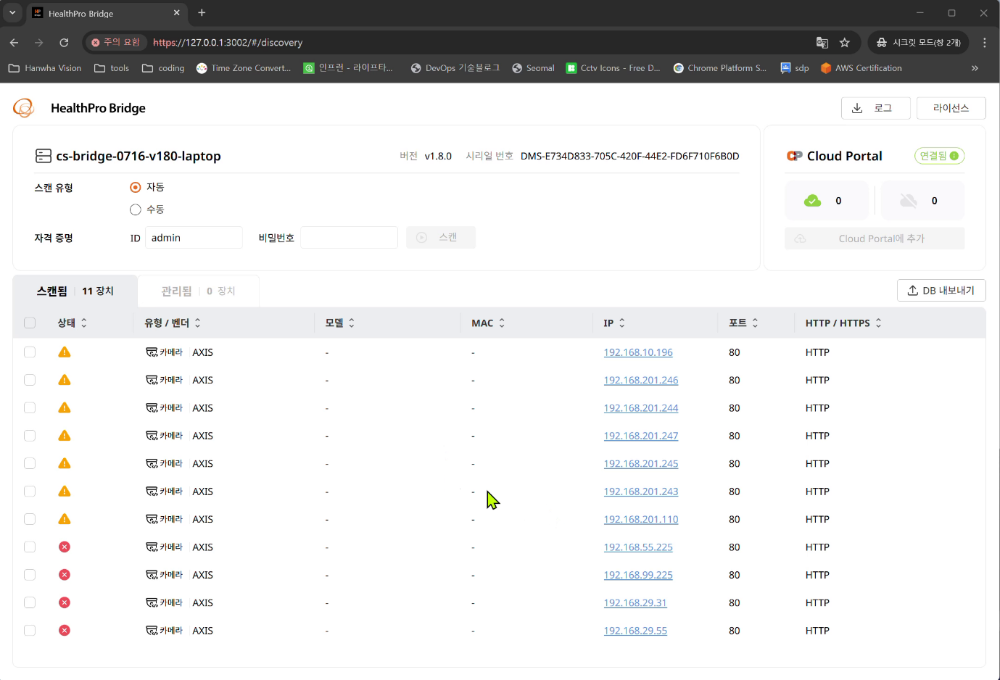 HealthPro Bridge
주의 요함 https://127.0.0.1:3002/#/discovery 시크릿 모드(창 2개)
Hanwha Vision tools coding Time Zone Convert... 인프런 - 라이프타... DevOps 기술블로그 Seomal Cctv Icons - Free D... Chrome Platform S... sdp AWS Certification
HealthPro Bridge 로그 라이선스
cs-bridge-0716-v180-laptop 버전 v1.8.0 시리얼 번호 DMS-E734D833-705C-420F-44E2-FD6F710F6B0D
스캔 유형 자동
수동
자격 증명 ID admin 비밀번호 스캔
CP Cloud Portal 연결됨
0 0
Cloud Portal에 추가
스캔됨 11 장치 관리됨 0 장치 DB 내보내기
상태 유형 / 벤더 모델 MAC IP 포트 HTTP / HTTPS
카메라 AXIS - - 192.168.10.196 80 HTTP
카메라 AXIS - - 192.168.201.246 80 HTTP
카메라 AXIS - - 192.168.201.244 80 HTTP
카메라 AXIS - - 192.168.201.247 80 HTTP
카메라 AXIS - - 192.168.201.245 80 HTTP
카메라 AXIS - - 192.168.201.243 80 HTTP
카메라 AXIS - - 192.168.201.110 80 HTTP
카메라 AXIS - - 192.168.55.225 80 HTTP
카메라 AXIS - - 192.168.99.225 80 HTTP
카메라 AXIS - - 192.168.29.31 80 HTTP
카메라 AXIS - - 192.168.29.55 80 HTTP